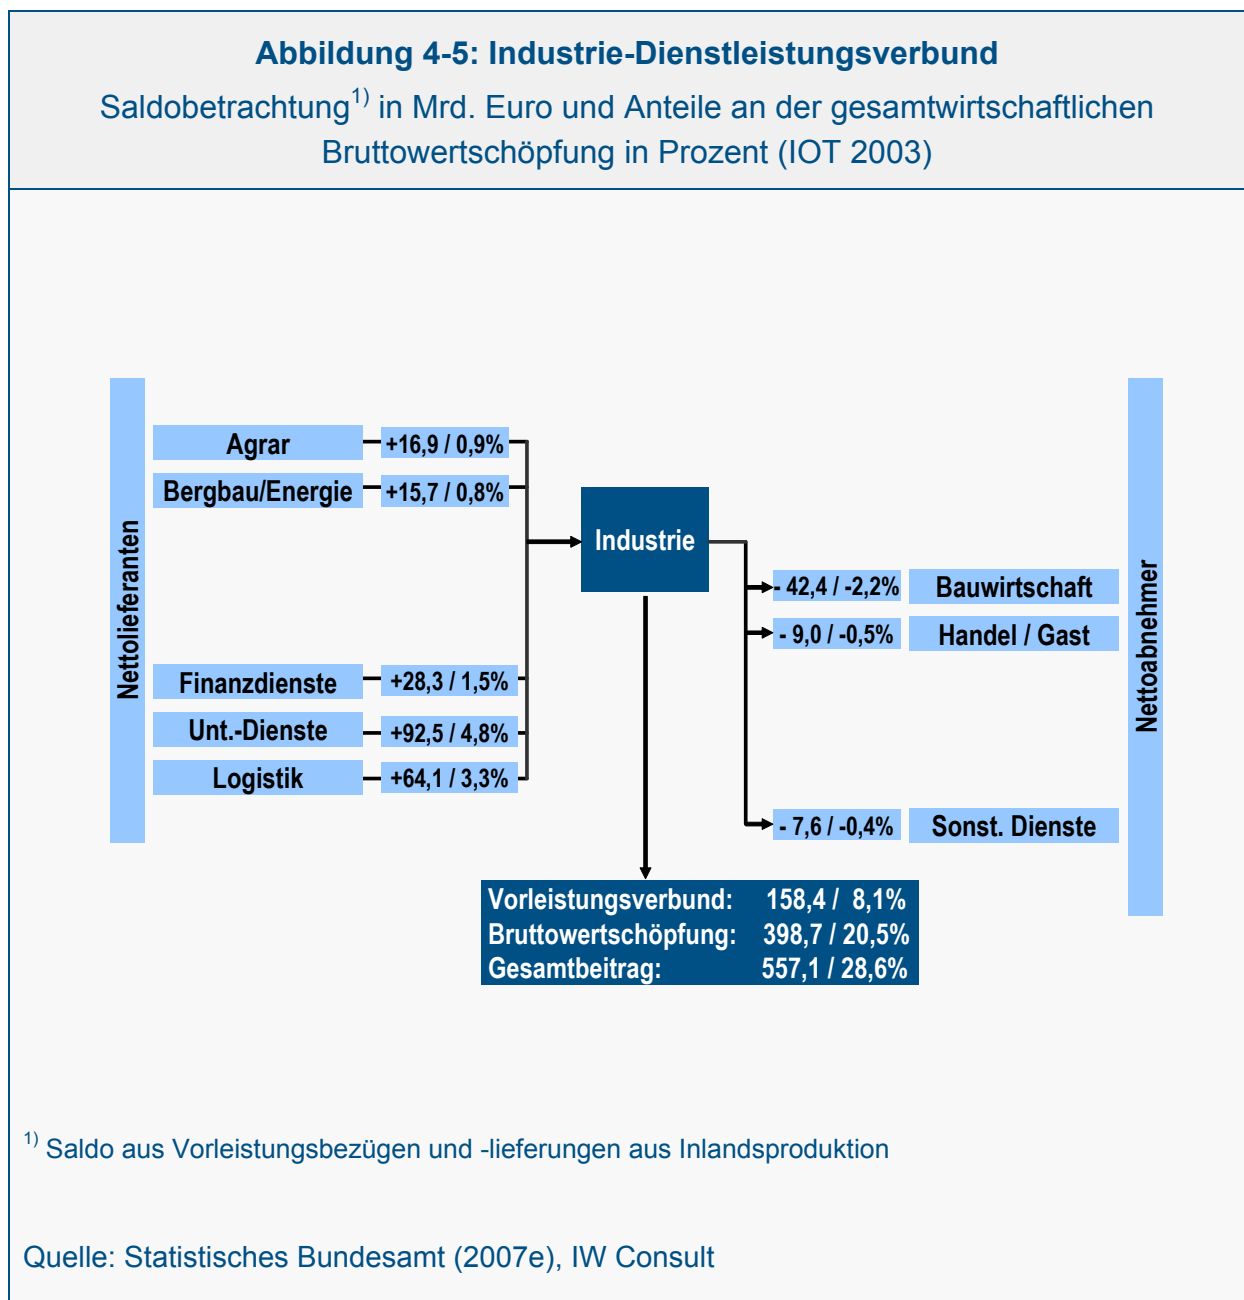 Abbildung 4-5: Industrie-Dienstleistungsverbund
Saldobetrachtung1) in Mrd. Euro und Anteile an der gesamtwirtschaftlichen
Bruttowertschöpfung in Prozent (IOT 2003)
Nettolieferanten
Agrar +16,9 / 0,9%
Bergbau/Energie +15,7 / 0,8%
Finanzdienste +28,3 / 1,5%
Unt.-Dienste +92,5 / 4,8%
Logistik +64,1 / 3,3%
Industrie
- 42,4 / -2,2% Bauwirtschaft
- 9,0 / -0,5% Handel / Gast
- 7,6 / -0,4% Sonst. Dienste
Nettoabnehmer
Vorleistungsverbund: 158,4 / 8,1%
Bruttowertschöpfung: 398,7 / 20,5%
Gesamtbeitrag: 557,1 / 28,6%
1) Saldo aus Vorleistungsbezügen und -lieferungen aus Inlandsproduktion
Quelle: Statistisches Bundesamt (2007e), IW Consult